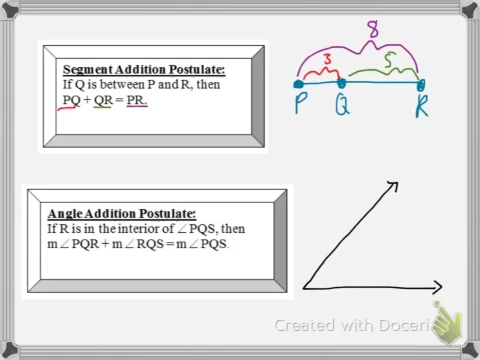 8
Segment Addition Postulate:
If Q is between P and R, then
PQ + QR = PR.
3
5
P Q R
Angle Addition Postulate:
If R is in the interior of ∠PQS, then
m∠PQR + m∠RQS = m∠PQS.
Created with Doceri